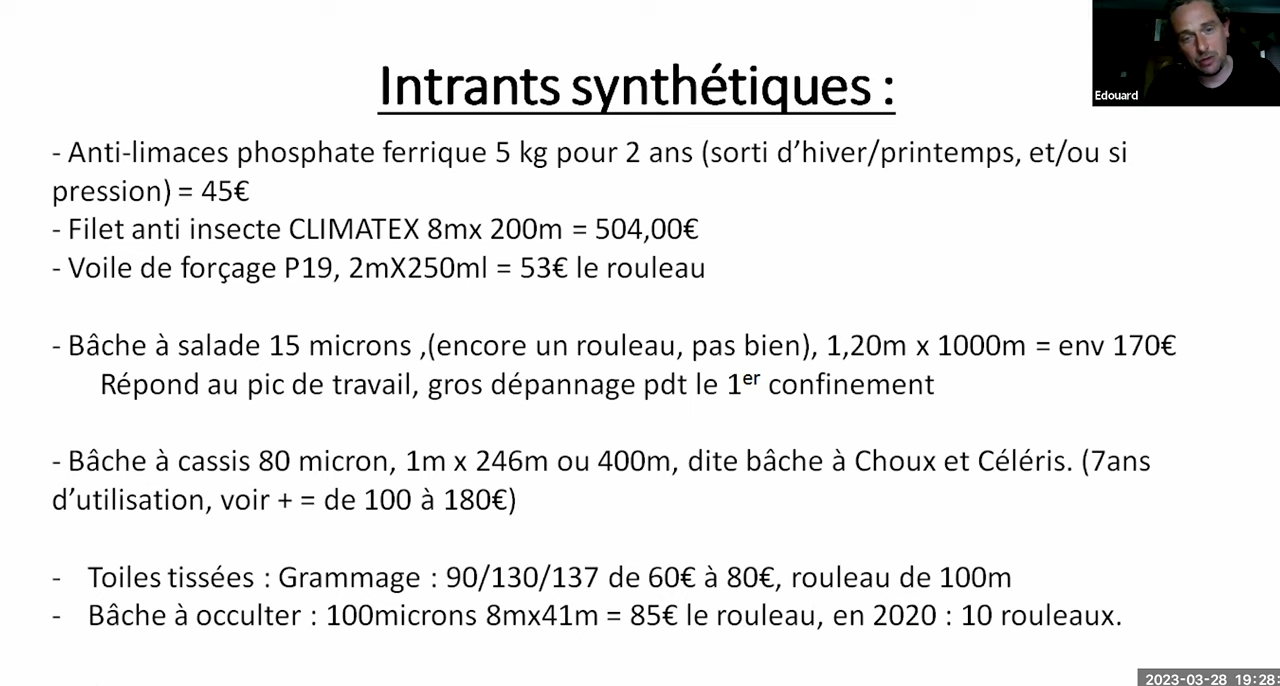 Intrants synthétiques :
Edouard
- Anti-limaces phosphate ferrique 5 kg pour 2 ans (sorti d’hiver/printemps, et/ou si
pression) = 45€
- Filet anti insecte CLIMATEX 8mx 200m = 504,00€
- Voile de forçage P19, 2mX250ml = 53€ le rouleau
- Bâche à salade 15 microns ,(encore un rouleau, pas bien), 1,20m x 1000m = env 170€
Répond au pic de travail, gros dépannage pdt le 1er confinement
- Bâche à cassis 80 micron, 1m x 246m ou 400m, dite bâche à Choux et Céléris. (7ans
d’utilisation, voir + = de 100 à 180€)
- Toiles tissées : Grammage : 90/130/137 de 60€ à 80€, rouleau de 100m
- Bâche à occulter : 100microns 8mx41m = 85€ le rouleau, en 2020 : 10 rouleaux.
2023-03-28 19:28: